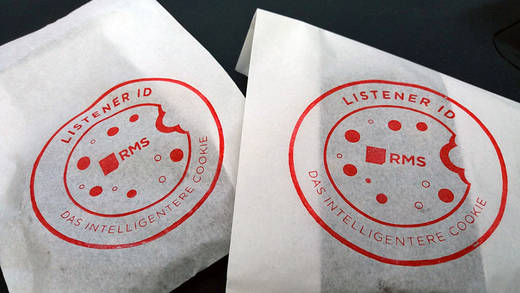 LISTENER ID
RMS
DAS INTELLIGENTERE COOKIE
LISTENER ID
RMS
DAS INTELLIGENTERE COOKIE